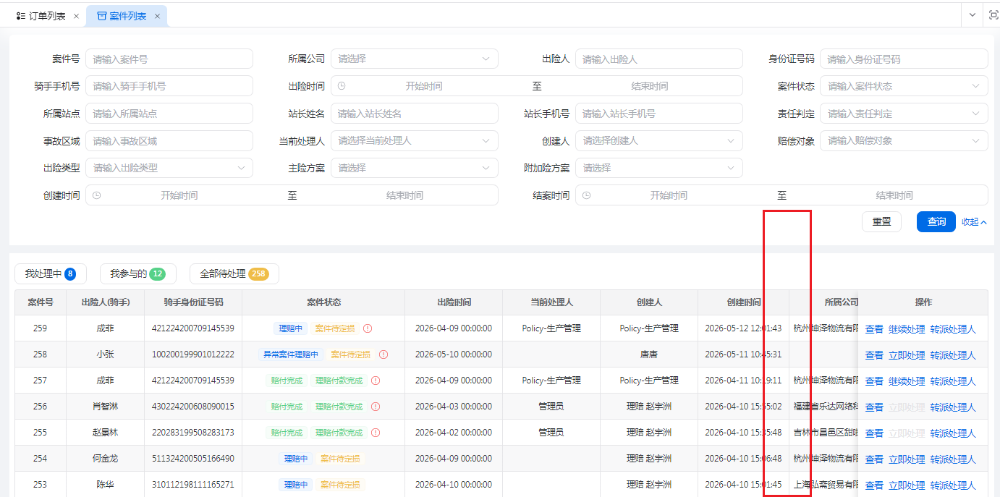 订单列表 × 案件列表 ×
案件号 请输入案件号 所属公司 请选择 出险人 请输入出险人 身份证号码 请输入身份证号码
骑手手机号 请输入骑手手机号 出险时间 开始时间 至 结束时间 案件状态 请输入案件状态
所属站点 请输入所属站点 站长姓名 请输入站长姓名 站长手机号 请输入站长手机号 责任判定 请输入责任判定
事故区域 请输入事故区域 当前处理人 请选择当前处理人 创建人 请选择创建人 赔偿对象 请输入赔偿对象
出险类型 请输入出险类型 主险方案 请选择 附加险方案 请选择
创建时间 开始时间 至 结束时间 结案时间 开始时间 至 结束时间
重置 查询 收起
我处理中 8 我参与的 12 全部待处理 258
案件号 出险人(骑手) 骑手身份证号码 案件状态 出险时间 当前处理人 创建人 创建时间 所属公司 操作
259 成菲 421224200709145539 理赔中 案件待定损 2026-04-09 00:00:00 Policy-生产管理 Policy-生产管理 2026-05-12 12:01:43 杭州坤泽物流有限 查看 继续处理 转派处理人
258 小张 100200199901012222 异常案件理赔中 案件待定损 2026-05-10 00:00:00 唐唐 2026-05-11 10:45:31 查看 立即处理 转派处理人
257 成菲 421224200709145539 赔付完成 理赔付款完成 2026-04-09 00:00:00 Policy-生产管理 Policy-生产管理 2026-04-11 10:19:11 杭州坤泽物流有限 查看 继续处理 转派处理人
256 肖智淋 430224200608090015 赔付完成 理赔付款完成 2026-04-03 00:00:00 管理员 理赔 赵宇洲 2026-04-10 15:55:02 福建省乐达网络科 查看 立即处理 转派处理人
255 赵景林 220283199508283173 赔付完成 理赔付款完成 2026-04-02 00:00:00 管理员 理赔 赵宇洲 2026-04-10 15:35:48 吉林市昌邑区甜 查看 立即处理 转派处理人
254 何金龙 511324200505166490 理赔中 案件待定损 2026-04-09 00:00:00 理赔 赵宇洲 2026-04-10 15:06:48 杭州坤泽物流有限 查看 立即处理 转派处理人
253 陈华 310112198111165271 理赔中 案件待定损 2026-04-10 00:00:00 理赔 赵宇洲 2026-04-10 15:01:45 上海弘斋贸易有限 查看 立即处理 转派处理人